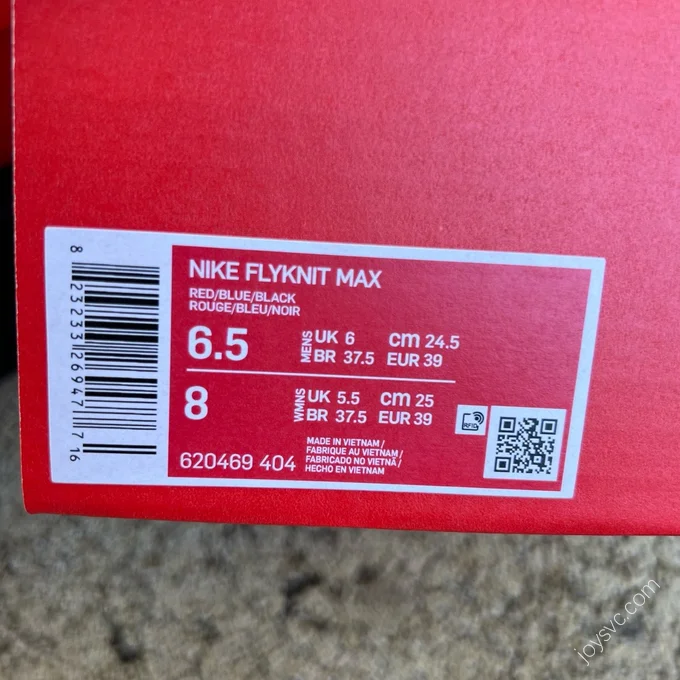 8 23233 26947 7 16
NIKE FLYKNIT MAX
RED/BLUE/BLACK
ROUGE/BLEU/NOIR
6.5
MENS
UK 6 cm 24.5
BR 37.5 EUR 39
8
WMNS
UK 5.5 cm 25
BR 37.5 EUR 39
620469 404
MADE IN VIETNAM /
FABRIQUE AU VIETNAM /
FABRICADO NO VIETNÃ /
HECHO EN VIETNAM
RFID
joysvc.com